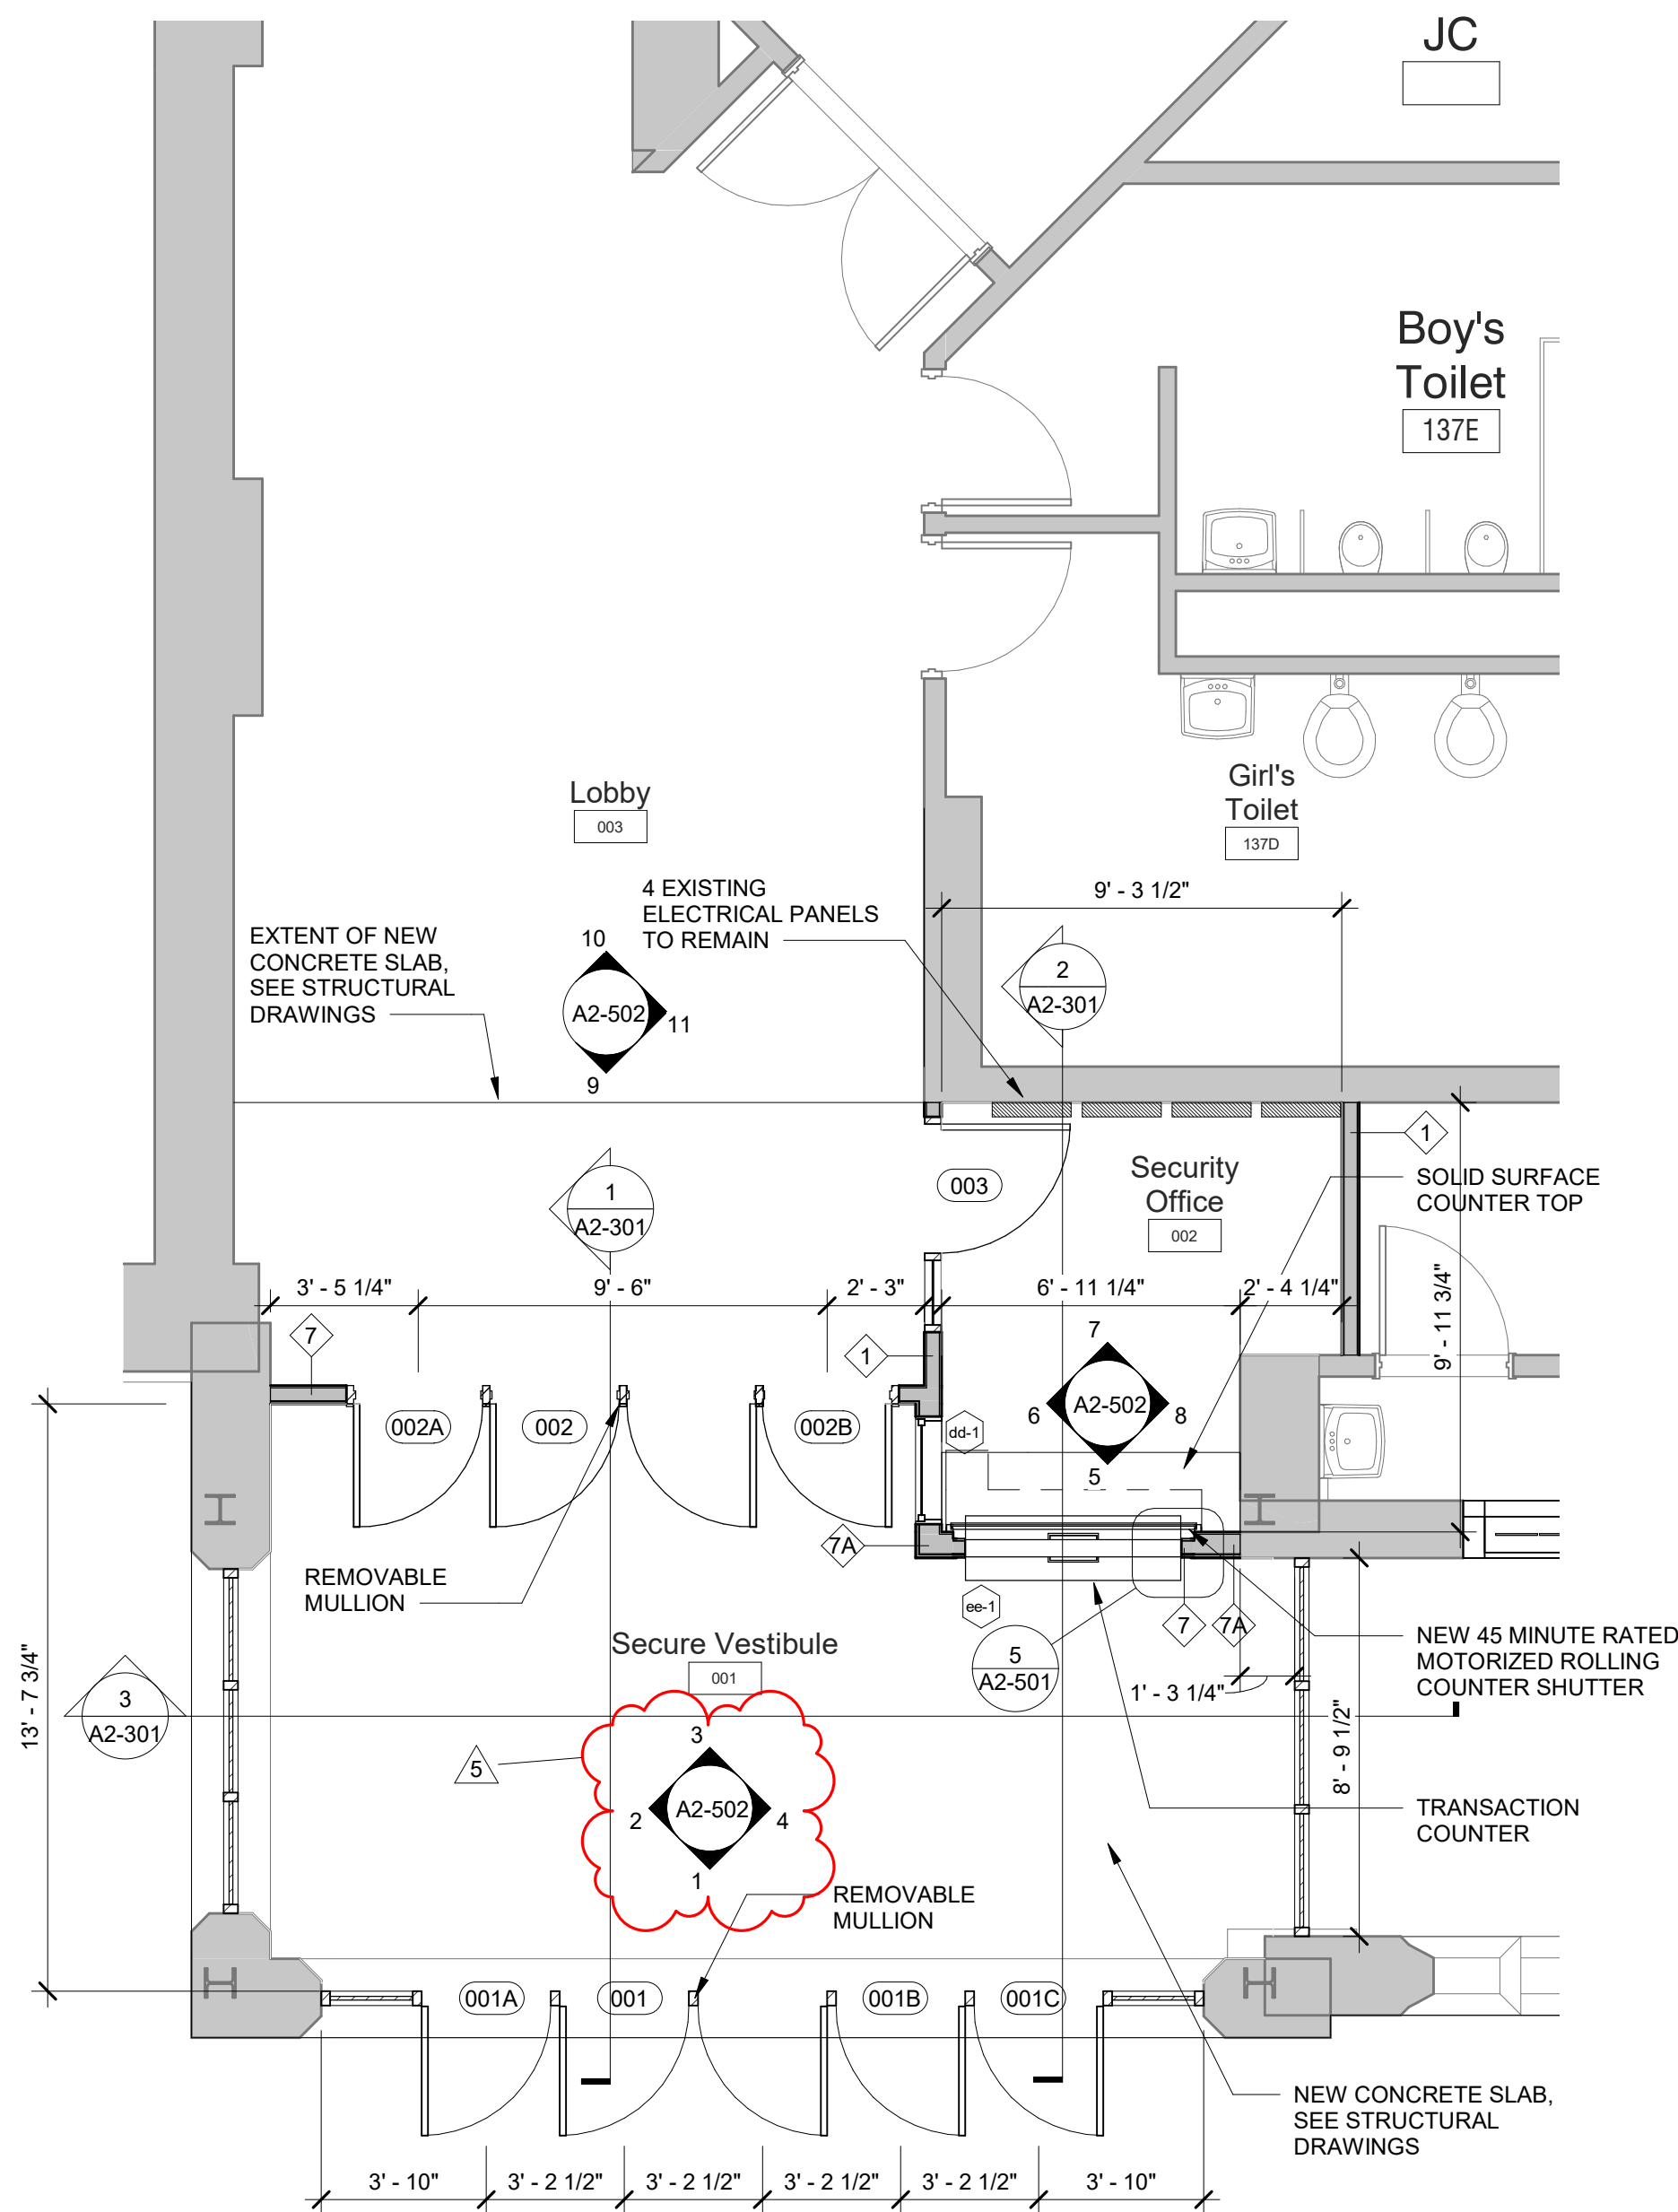 JC
Boy's
Toilet
137E
Lobby
003
Girl's
Toilet
137D
4 EXISTING
ELECTRICAL PANELS
TO REMAIN
9' - 3 1/2"
EXTENT OF NEW
CONCRETE SLAB,
SEE STRUCTURAL
DRAWINGS
10
A2-502
11
9
2
A2-301
1
SOLID SURFACE
COUNTER TOP
Security
Office
002
003
1
A2-301
3' - 5 1/4"
9' - 6"
2' - 3"
6' - 11 1/4"
2' - 4 1/4"
9' - 11 3/4"
7
1
7
6
A2-502
8
5
002A
002
002B
dd-1
7A
REMOVABLE
MULLION
ee-1
5
A2-501
7
7A
NEW 45 MINUTE RATED
MOTORIZED ROLLING
COUNTER SHUTTER
Secure Vestibule
001
1' - 3 1/4"
13' - 7 3/4"
3
A2-301
8' - 9 1/2"
5
3
2
A2-502
4
1
TRANSACTION
COUNTER
REMOVABLE
MULLION
001A
001
001B
001C
NEW CONCRETE SLAB,
SEE STRUCTURAL
DRAWINGS
3' - 10"
3' - 2 1/2"
3' - 2 1/2"
3' - 2 1/2"
3' - 2 1/2"
3' - 10"